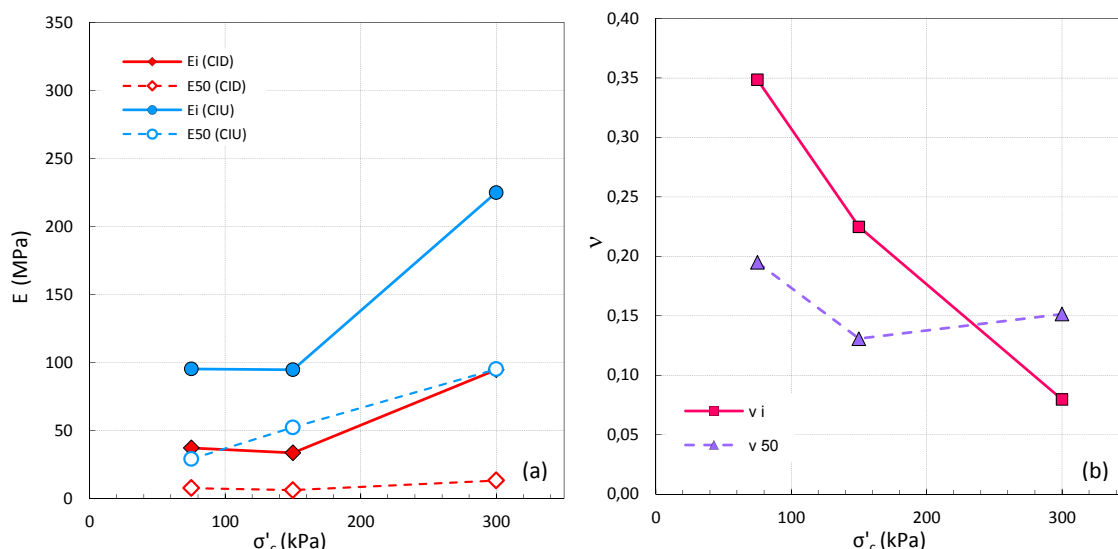 350
300
250
200
150
100
50
0
E (MPa)
Ei (CID)
E50 (CID)
Ei (CIU)
E50 (CIU)
(a)
0
100
200
300
σ'c (kPa)
0,40
0,35
0,30
0,25
0,20
0,15
0,10
0,05
0,00
ν
ν i
ν 50
(b)
0
100
200
300
σ'c (kPa)